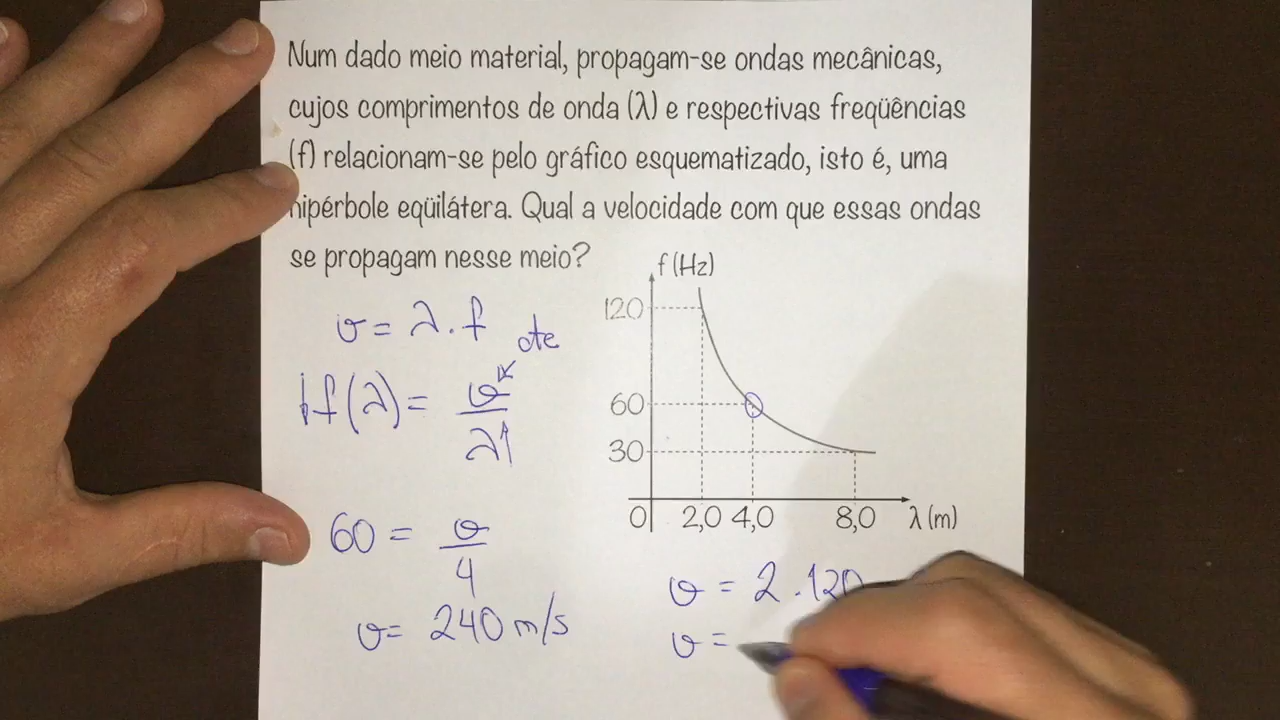 Num dado meio material, propagam-se ondas mecânicas,
cujos comprimentos de onda (λ) e respectivas freqüências
(f) relacionam-se pelo gráfico esquematizado, isto é, uma
hipérbole eqüilátera. Qual a velocidade com que essas ondas
se propagam nesse meio?
f (Hz)
120
60
30
0 2,0 4,0 8,0 λ (m)
v = λ . f
cte
↓f(λ) = v/λ↑
60 = v/4
v = 240 m/s
v = 2 . 120
v =